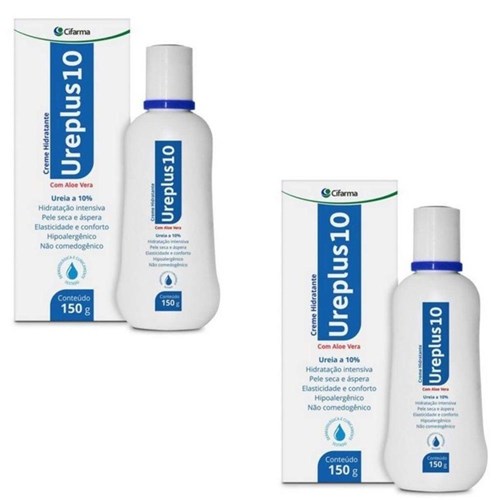 Cifarma
Creme Hidratante
Ureplus10
Com Aloe Vera
Ureia a 10%
Hidratação intensiva
Pele seca e áspera
Elasticidade e conforto
Hipoalergênico
Não comedogênico
Conteúdo
150 g
Creme Hidratante
Ureplus10
Com Aloe Vera
Ureia a 10%
Hidratação intensiva
Pele seca e áspera
Elasticidade e conforto
Hipoalergênico
Não comedogênico
Conteúdo
150 g
Cifarma
Creme Hidratante
Ureplus10
Com Aloe Vera
Ureia a 10%
Hidratação intensiva
Pele seca e áspera
Elasticidade e conforto
Hipoalergênico
Não comedogênico
Conteúdo
150 g
Creme Hidratante
Ureplus10
Com Aloe Vera
Ureia a 10%
Hidratação intensiva
Pele seca e áspera
Elasticidade e conforto
Hipoalergênico
Não comedogênico
Conteúdo
150 g